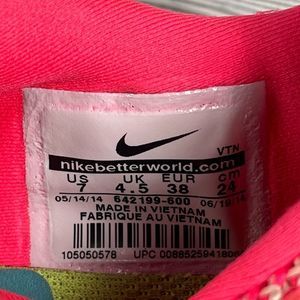 VTN
nikebetterworld.com
US UK EUR cm
7 4.5 38 24
05/14/14 642199-600
MADE IN VIETNAM
FABRIQUE AU VIETNAM
105050578 UPC